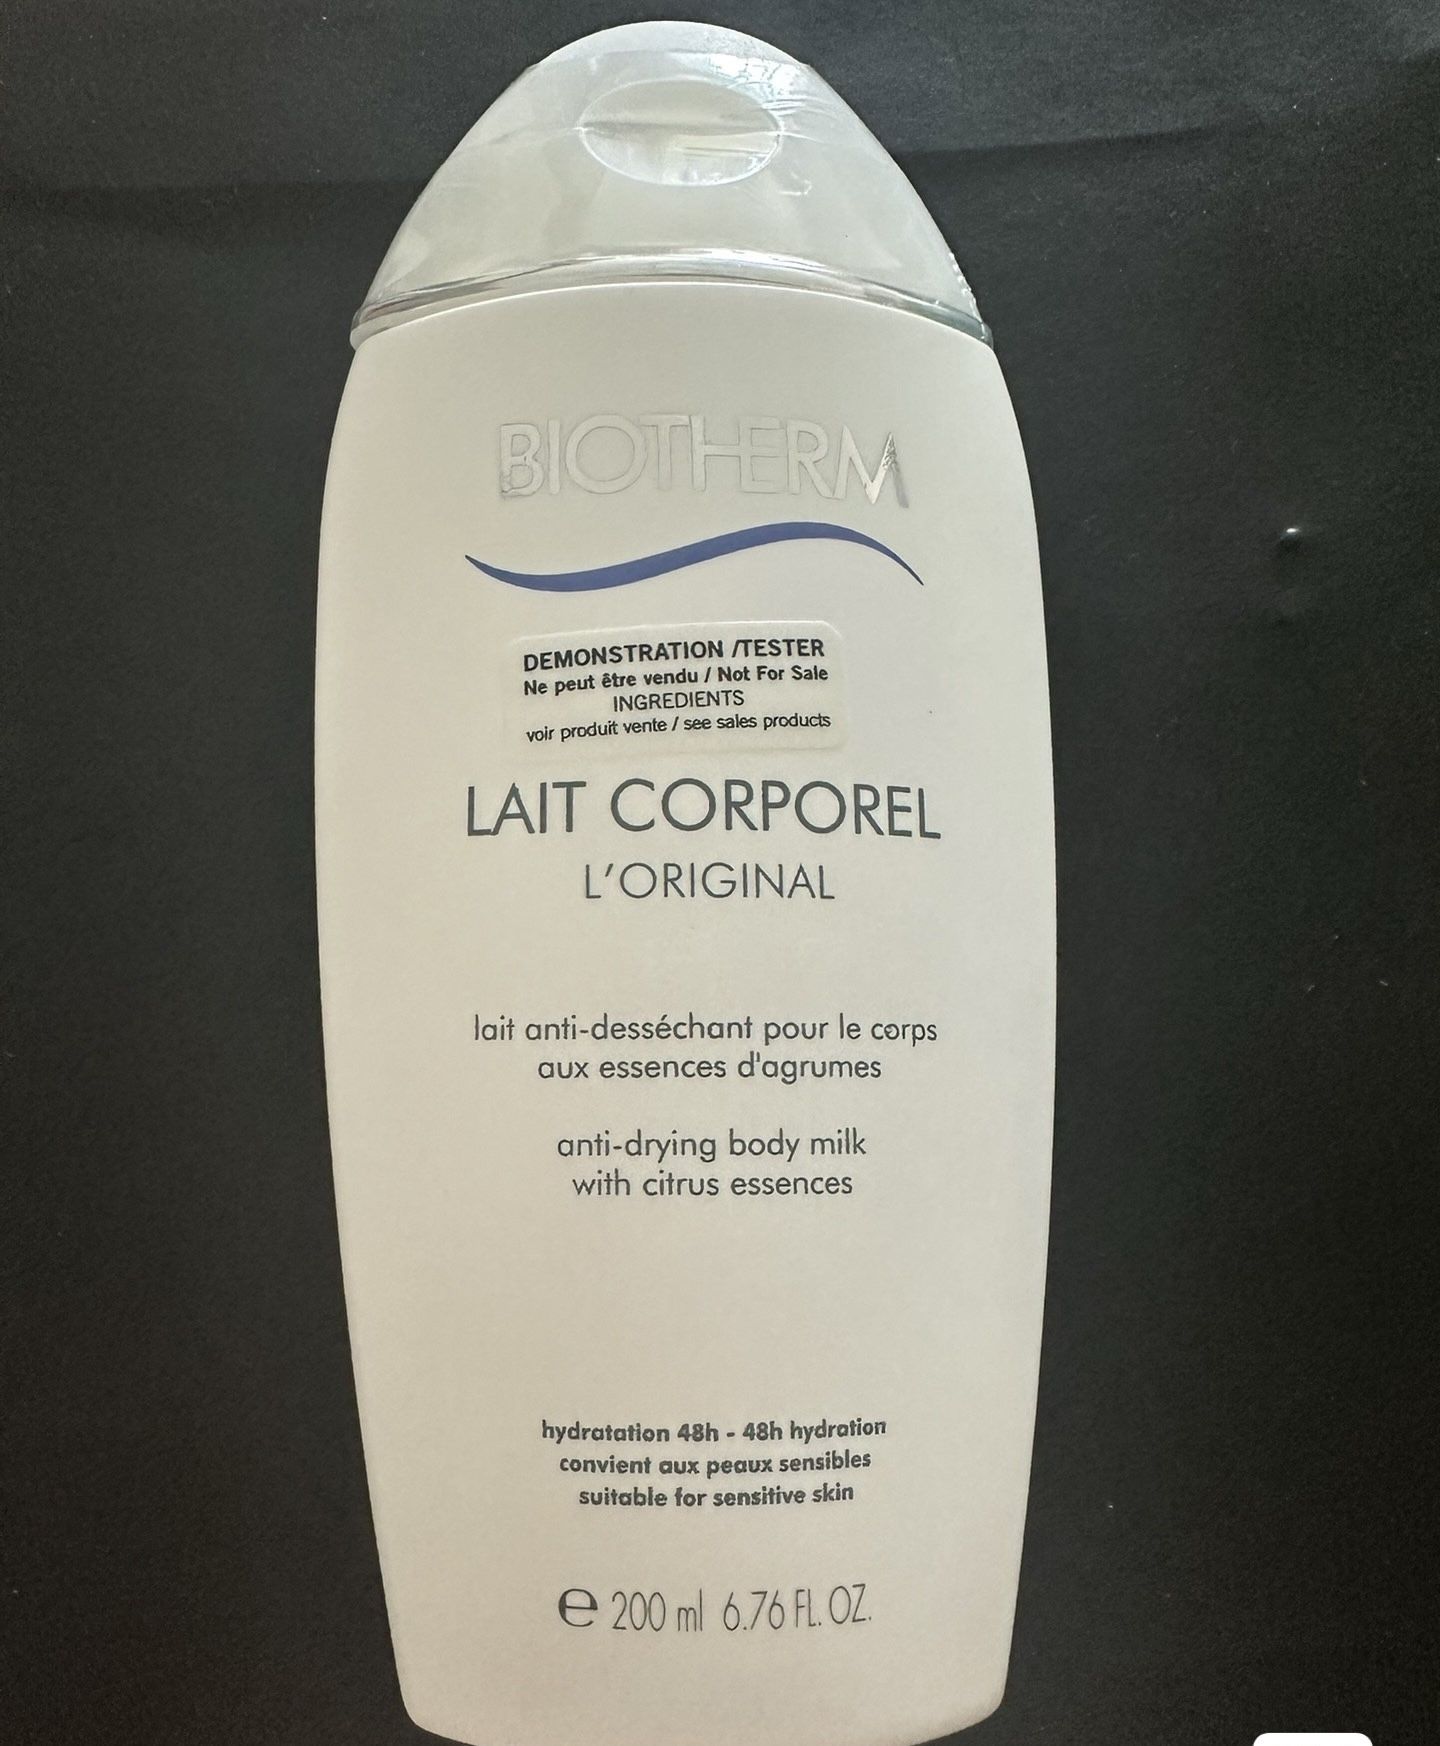 BIOTHERM
DEMONSTRATION /TESTER
Ne peut être vendu / Not For Sale
INGREDIENTS
voir produit vente / see sales products
LAIT CORPOREL
L'ORIGINAL
lait anti-desséchant pour le corps
aux essences d'agrumes
anti-drying body milk
with citrus essences
hydratation 48h - 48h hydration
convient aux peaux sensibles
suitable for sensitive skin
℮ 200 ml 6.76 FL. OZ.